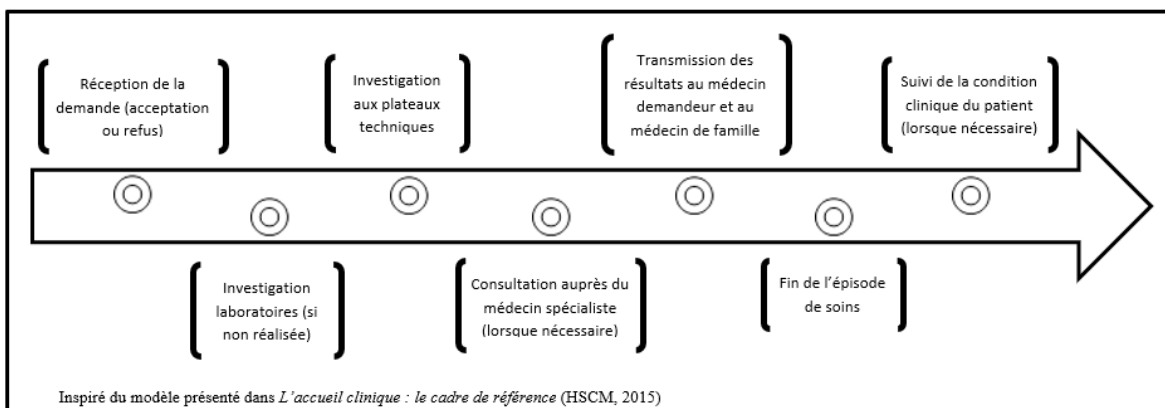 Réception de la
demande (acceptation
ou refus)
Investigation
laboratoires (si
non réalisée)
Investigation
aux plateaux
techniques
Consultation auprès du
médecin spécialiste
(lorsque nécessaire)
Transmission des
résultats au médecin
demandeur et au
médecin de famille
Fin de l'épisode
de soins
Suivi de la condition
clinique du patient
(lorsque nécessaire)
Inspiré du modèle présenté dans L'accueil clinique : le cadre de référence (HSCM, 2015)